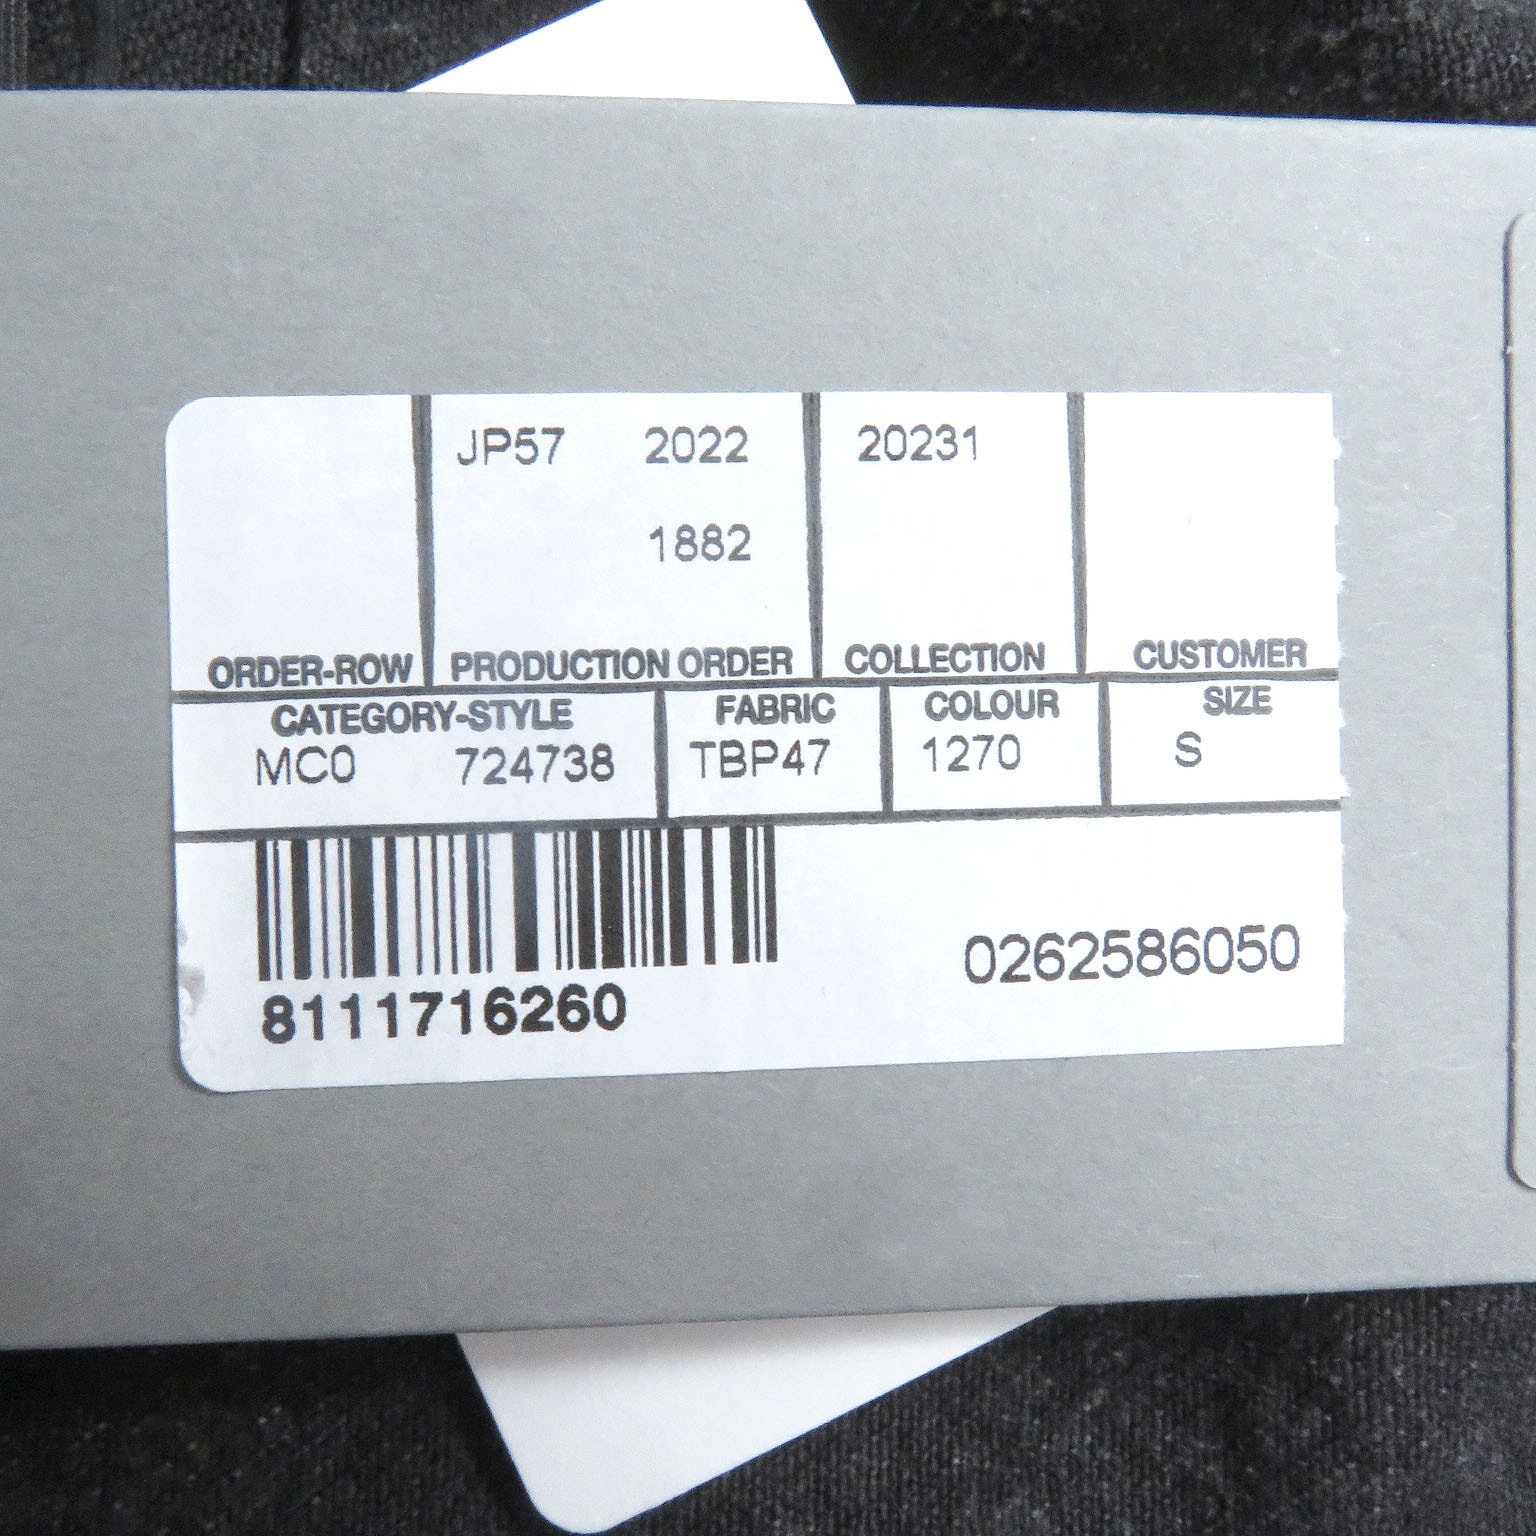 JP57 2022 20231
1882
ORDER-ROW PRODUCTION ORDER COLLECTION CUSTOMER
CATEGORY-STYLE FABRIC COLOUR SIZE
MC0 724738 TBP47 1270 S
0262586050
8111716260